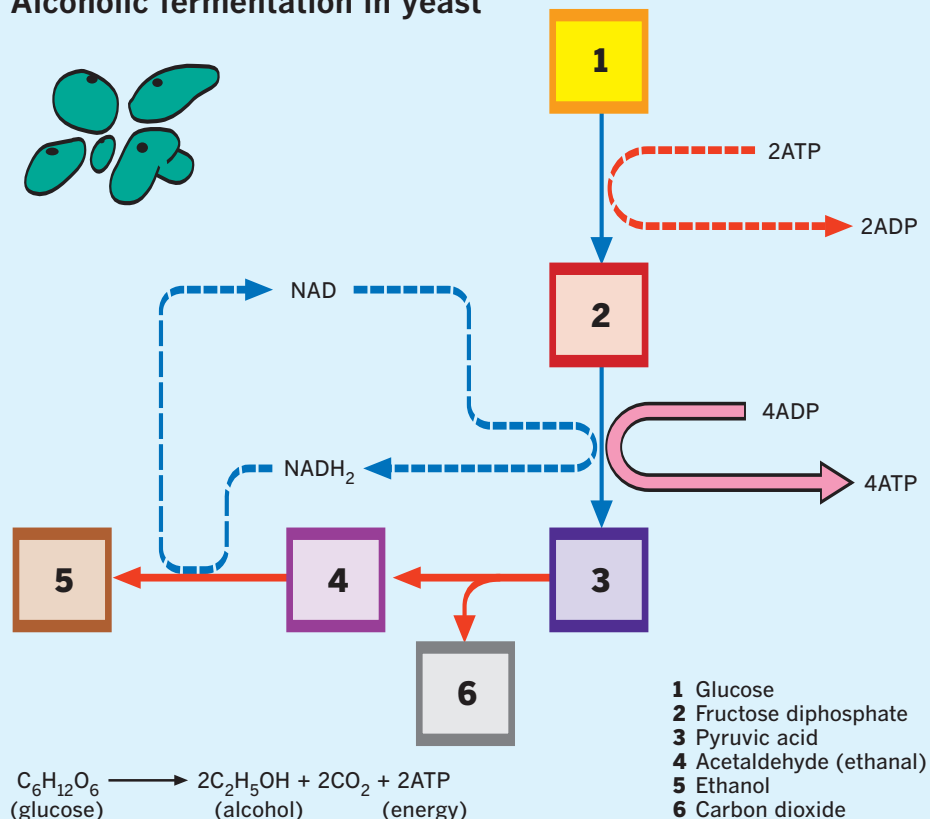 Alcoholic fermentation in yeast
1
2ATP
2ADP
NAD
2
4ADP
NADH₂
4ATP
5
4
3
6
1 Glucose
2 Fructose diphosphate
3 Pyruvic acid
4 Acetaldehyde (ethanal)
5 Ethanol
6 Carbon dioxide
C₆H₁₂O₆ ⟶ 2C₂H₅OH + 2CO₂ + 2ATP
(glucose) (alcohol) (energy)